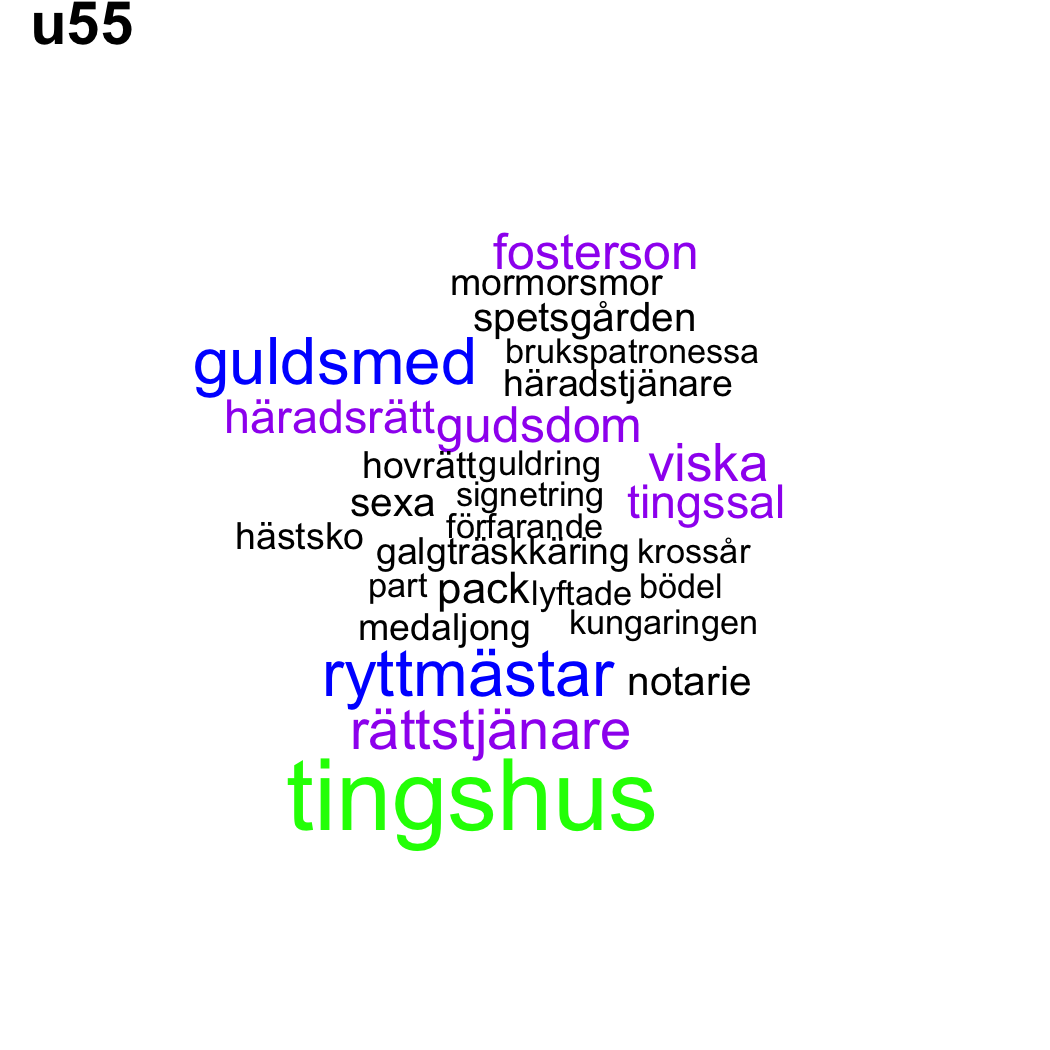 u55
fosterson
mormorsmor
spetsgården
guldsmed brukspatronessa
häradstjänare
häradsrätt gudsdom
hovrätt guldring viska
sexa signetring tingssal
hästsko förfarande
galgträskkäring krossår
part pack lyftade bödel
medaljong kungaringen
ryttmästar notarie
rättstjänare
tingshus